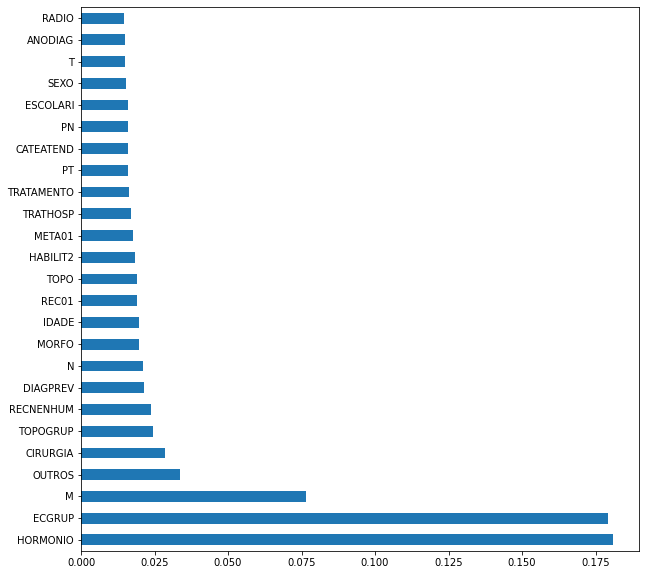 RADIO
ANODIAG
T
SEXO
ESCOLARI
PN
CATEATEND
PT
TRATAMENTO
TRATHOSP
META01
HABILIT2
TOPO
REC01
IDADE
MORFO
N
DIAGPREV
RECNENHUM
TOPOGRUP
CIRURGIA
OUTROS
M
ECGRUP
HORMONIO
0.000 0.025 0.050 0.075 0.100 0.125 0.150 0.175